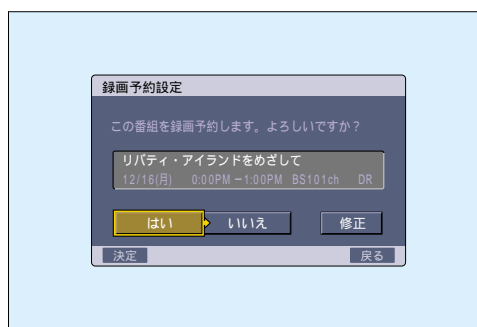 録画予約設定
この番組を録画予約します。よろしいですか？
リバティ・アイランドをめざして
12/16(月) 0:00PM－1:00PM BS101ch DR
はい いいえ 修正
決定 戻る